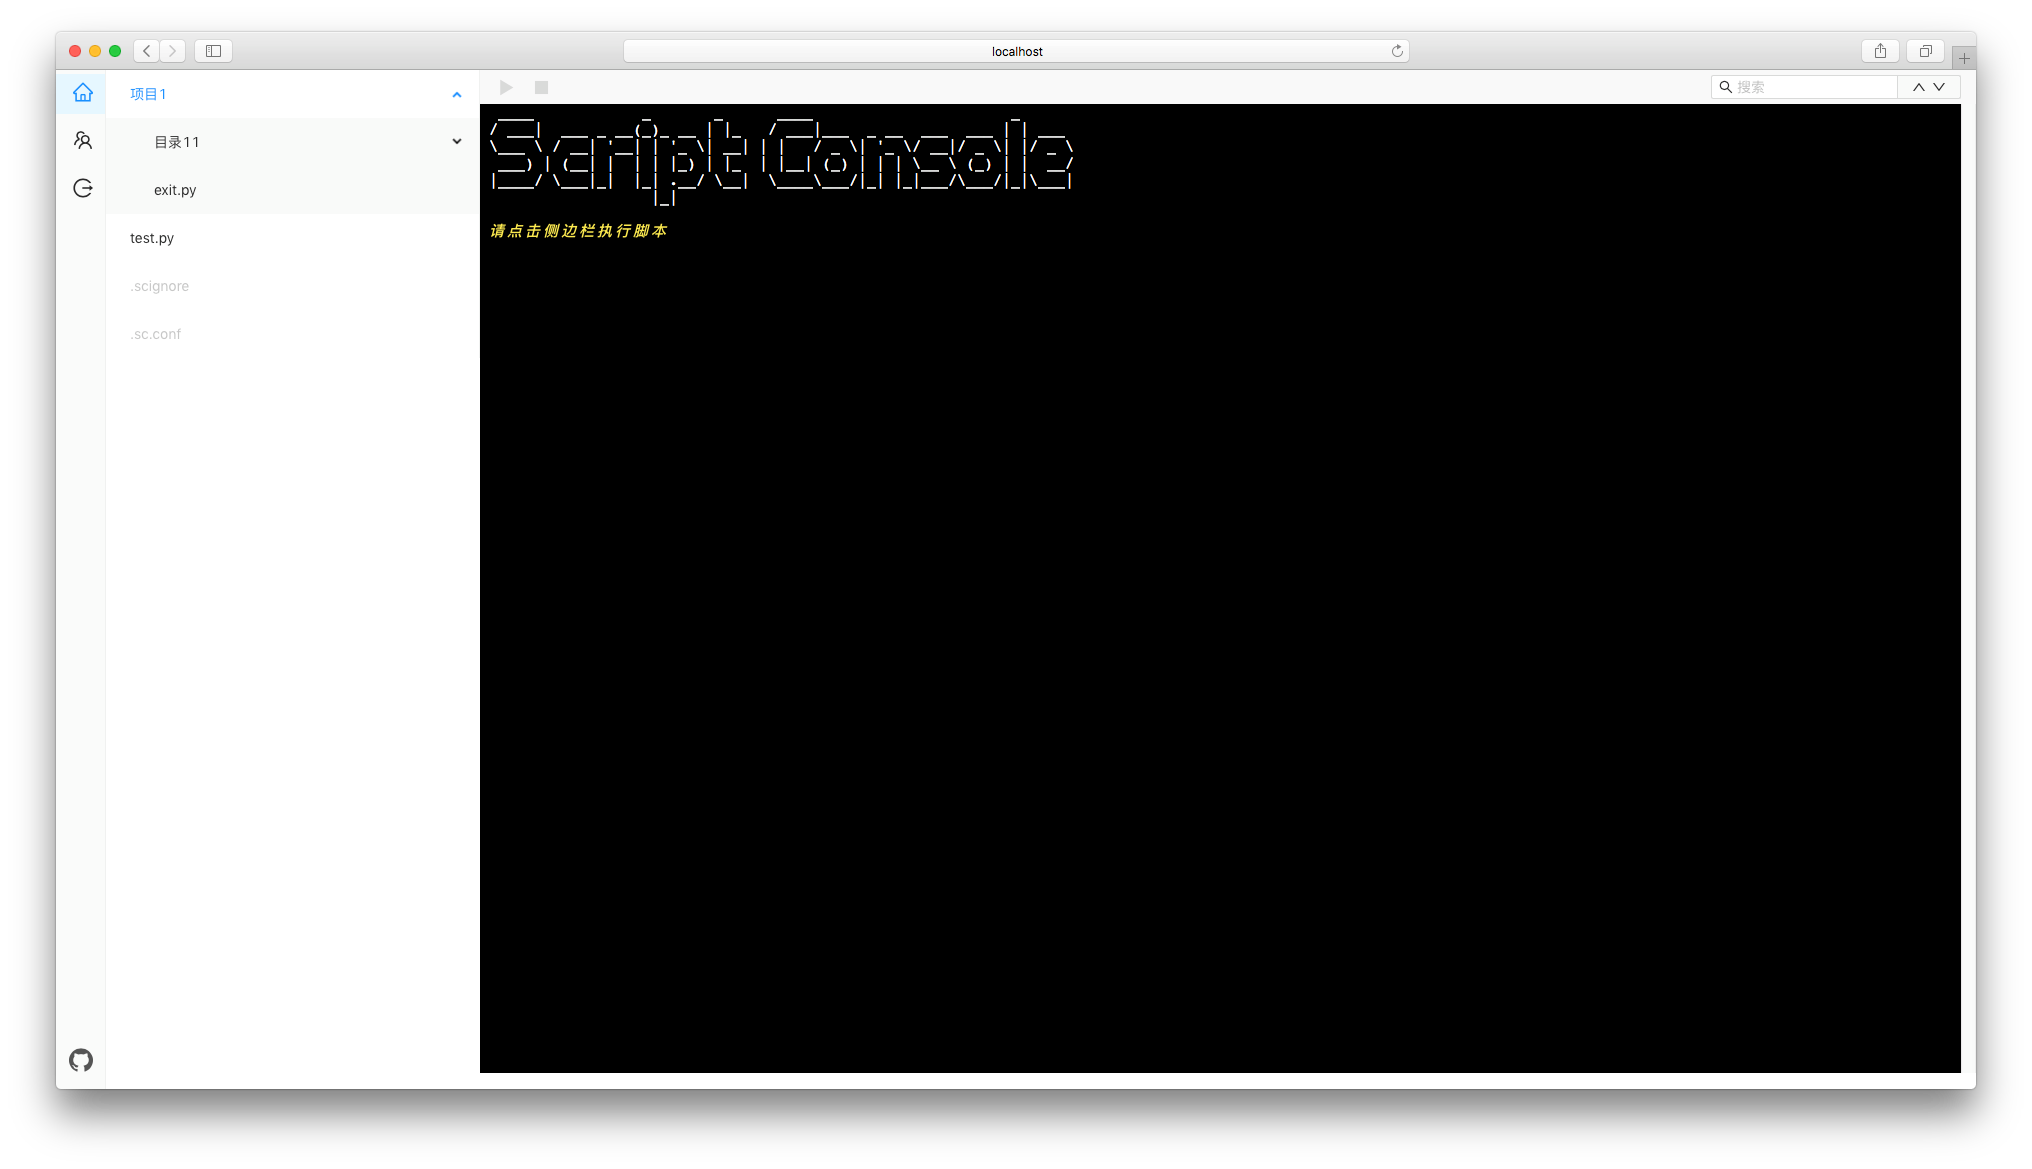 localhost
项目1
目录11
exit.py
test.py
.scignore
.sc.conf
搜索
Script Console
请点击侧边栏执行脚本